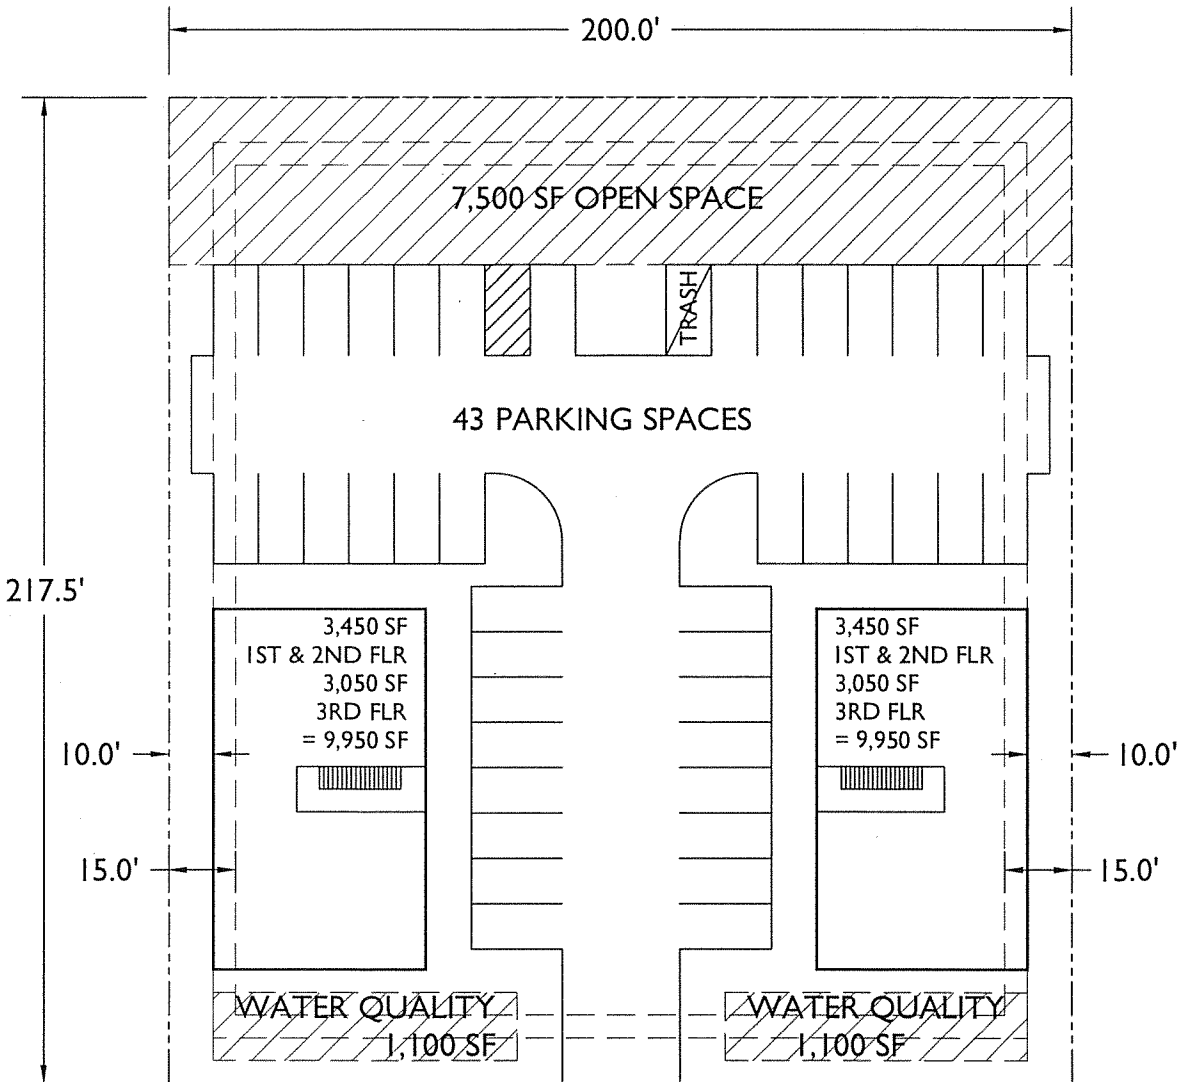 200.0'
7,500 SF OPEN SPACE
TRASH
43 PARKING SPACES
217.5'
3,450 SF
1ST & 2ND FLR
3,050 SF
3RD FLR
= 9,950 SF
3,450 SF
1ST & 2ND FLR
3,050 SF
3RD FLR
= 9,950 SF
10.0'
10.0'
15.0'
15.0'
WATER QUALITY
1,100 SF
WATER QUALITY
1,100 SF